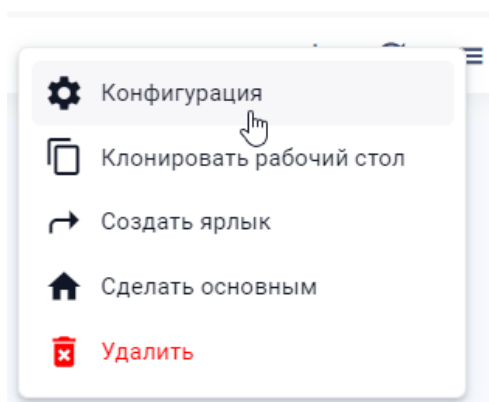 Конфигурация
Клонировать рабочий стол
Создать ярлык
Сделать основным
Удалить